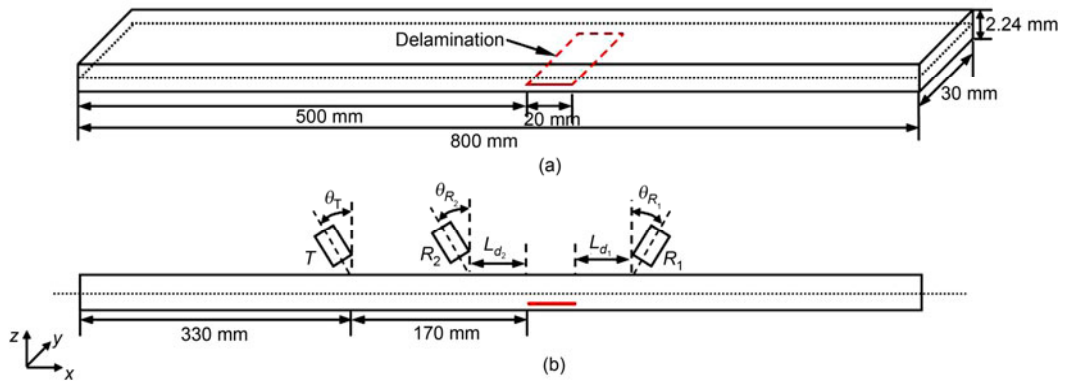 Delamination
2.24 mm
30 mm
500 mm
20 mm
800 mm
(a)
θT
θR2
θR1
T
R2
Ld2
Ld1
R1
330 mm
170 mm
z
y
x
(b)